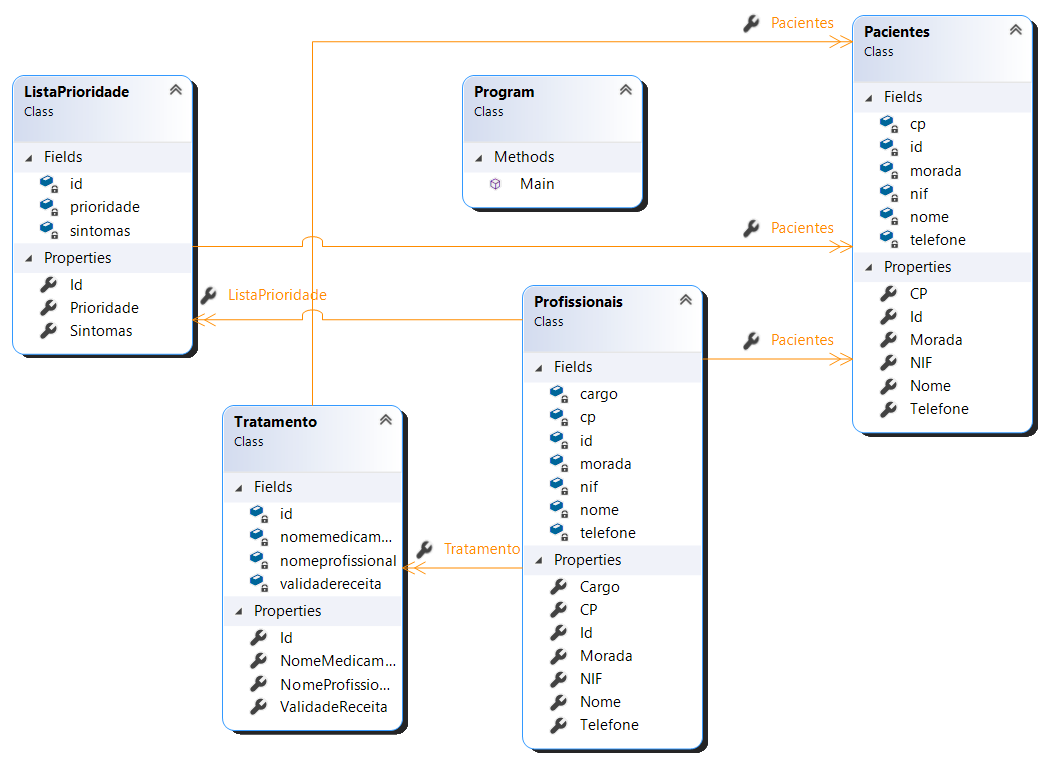 Pacientes
Pacientes
Class
Fields
cp
id
morada
nif
nome
telefone
Properties
CP
Id
Morada
NIF
Nome
Telefone
ListaPrioridade
Class
Fields
id
prioridade
sintomas
Properties
Id
Prioridade
Sintomas
Program
Class
Methods
Main
Pacientes
ListaPrioridade
Pacientes
Profissionais
Class
Fields
cargo
cp
id
morada
nif
nome
telefone
Properties
Cargo
CP
Id
Morada
NIF
Nome
Telefone
Tratamento
Tratamento
Class
Fields
id
nomemedicam...
nomeprofissional
validadereceita
Properties
Id
NomeMedicam...
NomeProfissio...
ValidadeReceita